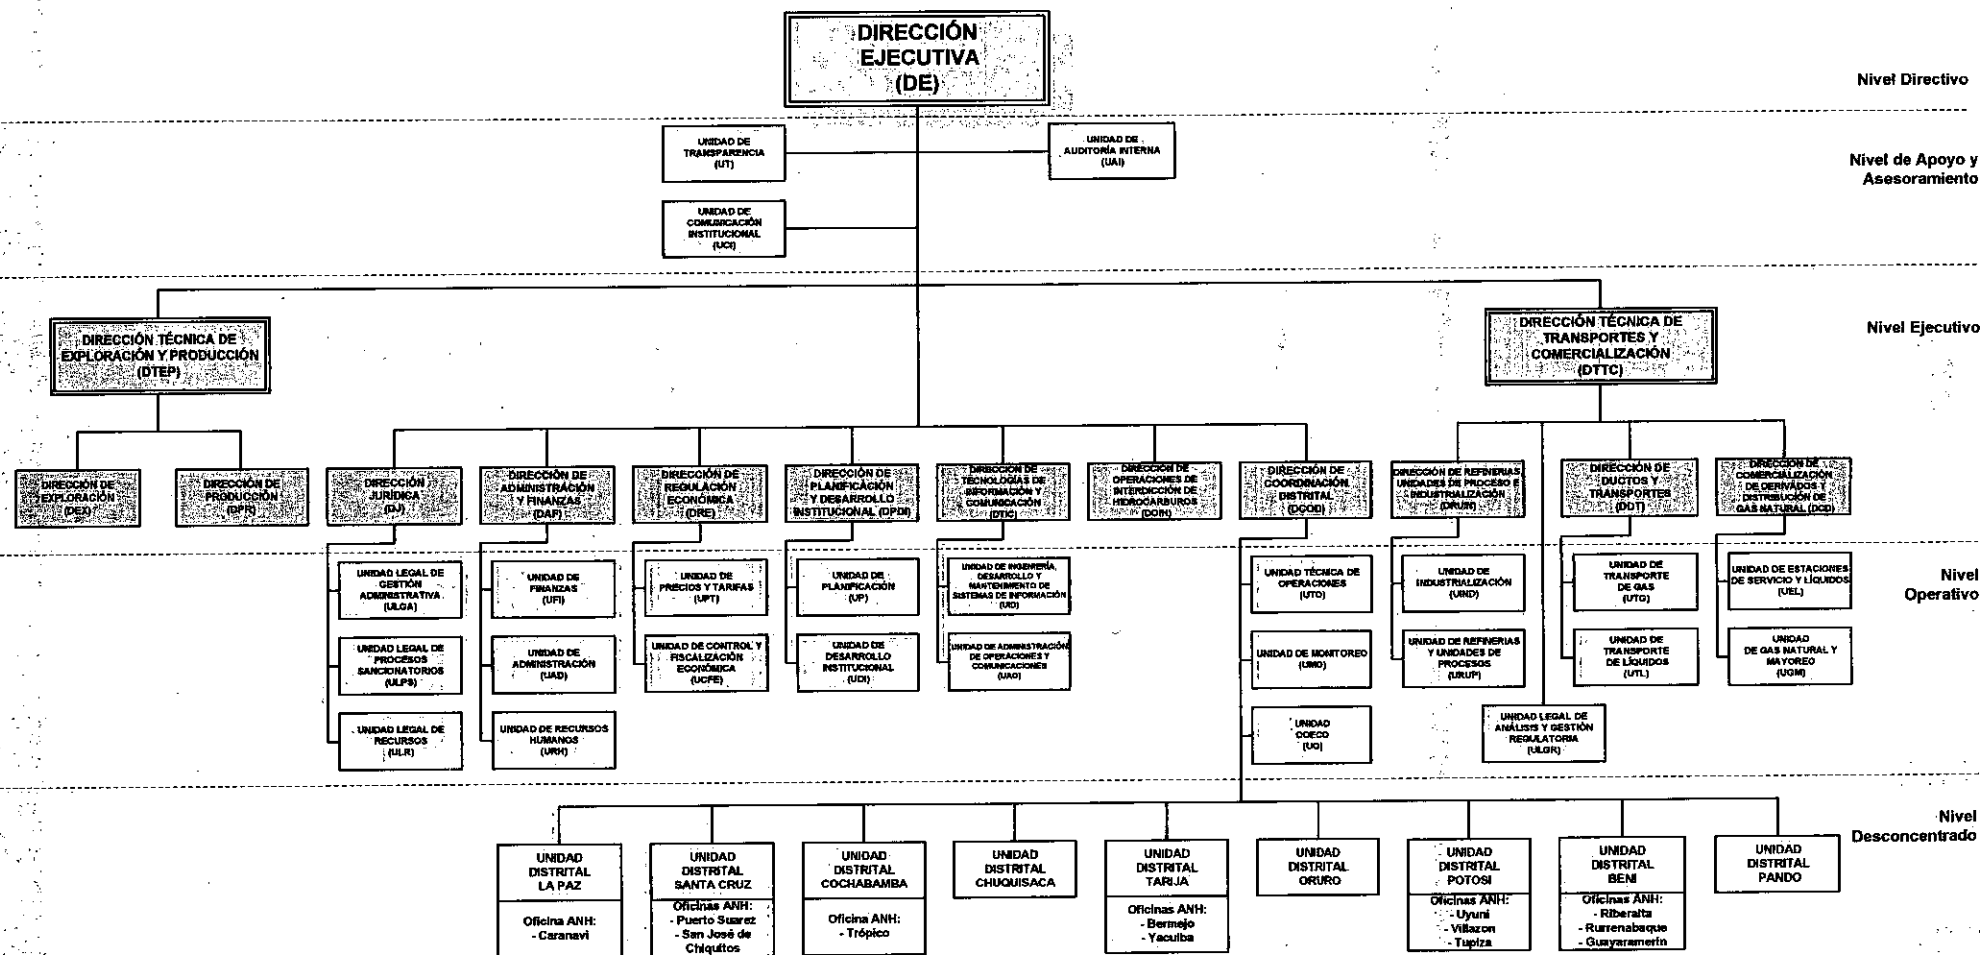 DIRECCIÓN
EJECUTIVA
(DE)
Nivel Directivo
UNIDAD DE
TRANSPARENCIA
(UT)
UNIDAD DE
AUDITORÍA INTERNA
(UAI)
Nivel de Apoyo y
Asesoramiento
UNIDAD DE
COMUNICACIÓN
INSTITUCIONAL
(UCI)
DIRECCIÓN TÉCNICA DE
EXPLORACIÓN Y PRODUCCIÓN
(DTEP)
DIRECCIÓN TÉCNICA DE
TRANSPORTES Y
COMERCIALIZACIÓN
(DTTC)
Nivel Ejecutivo
DIRECCIÓN DE
EXPLORACIÓN
(DEX)
DIRECCIÓN DE
PRODUCCIÓN
(DPR)
DIRECCIÓN
JURÍDICA
(DJ)
DIRECCIÓN DE
ADMINISTRACIÓN
Y FINANZAS
(DAF)
DIRECCIÓN DE
REGULACIÓN
ECONÓMICA
(DRE)
DIRECCIÓN DE
PLANIFICACIÓN
Y DESARROLLO
INSTITUCIONAL (DPDI)
DIRECCIÓN DE
TECNOLOGÍAS DE
INFORMACIÓN Y
COMUNICACIÓN
(DTIC)
DIRECCIÓN DE
OPERACIONES DE
INTERDICCIÓN DE
HIDROCARBUROS
(DOIH)
DIRECCIÓN DE
COORDINACIÓN
DISTRITAL
(DCOD)
DIRECCIÓN DE REFINERIAS,
UNIDADES DE PROCESO E
INDUSTRIALIZACIÓN
(DRUIN)
DIRECCIÓN DE
DUCTOS Y
TRANSPORTES
(DDT)
DIRECCIÓN DE
COMERCIALIZACIÓN
DE DERIVADOS Y
DISTRIBUCIÓN DE
GAS NATURAL (DCD)
Nivel
Operativo
UNIDAD LEGAL DE
GESTIÓN
ADMINISTRATIVA
(ULGA)
UNIDAD DE
FINANZAS
(UFI)
UNIDAD DE
PRECIOS Y TARIFAS
(UPT)
UNIDAD DE
PLANIFICACIÓN
(UP)
UNIDAD DE INGENIERÍA,
DESARROLLO Y
MANTENIMIENTO DE
SISTEMAS DE INFORMACIÓN
(UID)
UNIDAD TÉCNICA DE
OPERACIONES
(UTO)
UNIDAD DE
INDUSTRIALIZACIÓN
(UIND)
UNIDAD DE
TRANSPORTE
DE GAS
(UTG)
UNIDAD DE ESTACIONES
DE SERVICIO Y LÍQUIDOS
(UEL)
UNIDAD LEGAL DE
PROCESOS
SANCIONATORIOS
(ULPS)
UNIDAD DE
ADMINISTRACIÓN
(UAD)
UNIDAD DE CONTROL Y
FISCALIZACIÓN
ECONÓMICA
(UCFE)
UNIDAD DE
DESARROLLO
INSTITUCIONAL
(UDI)
UNIDAD DE ADMINISTRACIÓN
DE OPERACIONES Y
COMUNICACIONES
(UAO)
UNIDAD DE MONITOREO
(UMO)
UNIDAD DE REFINERIAS
Y UNIDADES DE
PROCESOS
(URUP)
UNIDAD DE
TRANSPORTE
DE LÍQUIDOS
(UTL)
UNIDAD
DE GAS NATURAL Y
MAYOREO
(UGM)
UNIDAD LEGAL DE
RECURSOS
(ULR)
UNIDAD DE RECURSOS
HUMANOS
(URH)
UNIDAD
ODECO
(UO)
UNIDAD LEGAL DE
ANÁLISIS Y GESTIÓN
REGULATORIA
(ULGR)
Nivel
Desconcentrado
UNIDAD
DISTRITAL
LA PAZ
Oficina ANH:
- Caranavi
UNIDAD
DISTRITAL
SANTA CRUZ
Oficinas ANH:
- Puerto Suarez
- San José de
Chiquitos
UNIDAD
DISTRITAL
COCHABAMBA
Oficina ANH:
- Trópico
UNIDAD
DISTRITAL
CHUQUISACA
UNIDAD
DISTRITAL
TARIJA
Oficinas ANH:
- Bermejo
- Yacuiba
UNIDAD
DISTRITAL
ORURO
UNIDAD
DISTRITAL
POTOSI
Oficinas ANH:
- Uyuni
- Villazon
- Tupiza
UNIDAD
DISTRITAL
BENI
Oficinas ANH:
- Riberalta
- Rurrenabaque
- Guayaramerín
UNIDAD
DISTRITAL
PANDO